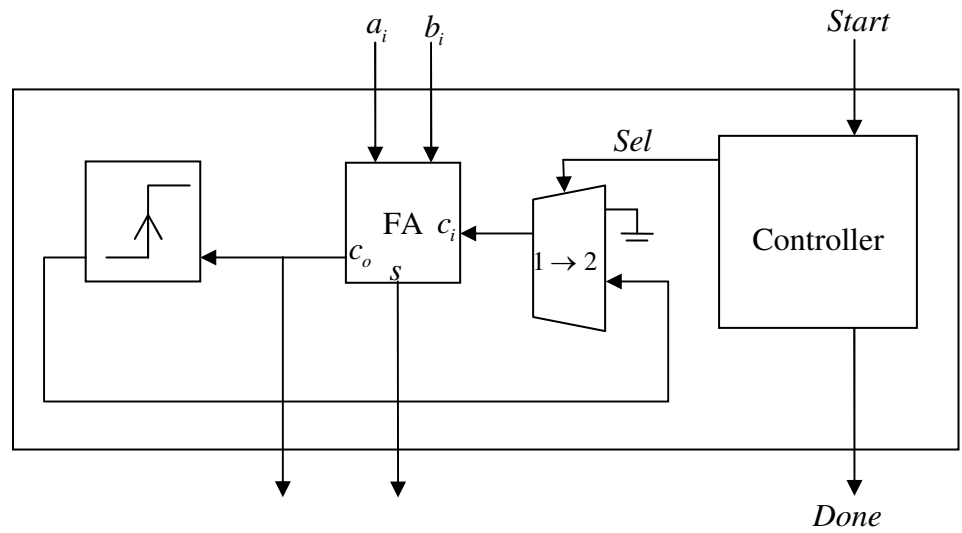 a_i
b_i
Start
Sel
FA
c_i
c_o
s
1 → 2
Controller
Done